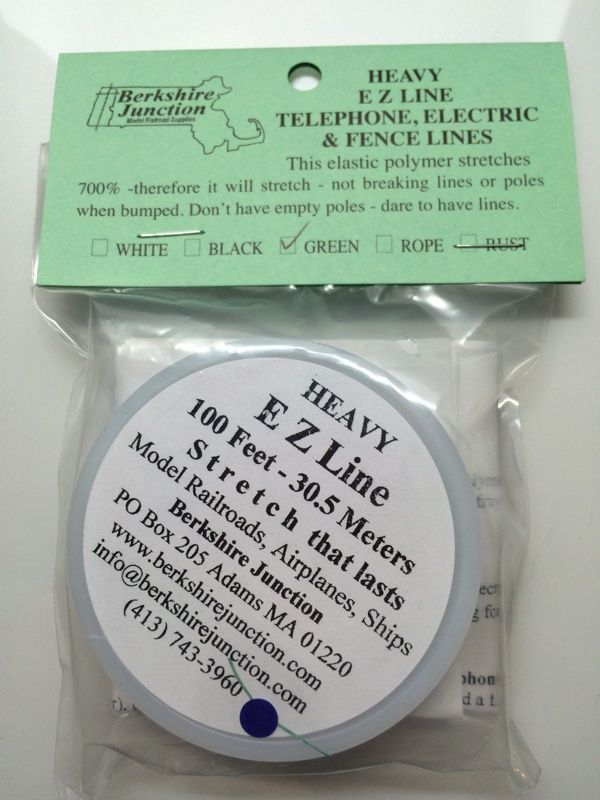 Berkshire
Junction
Model Railroad Supplies
HEAVY
E Z LINE
TELEPHONE, ELECTRIC
& FENCE LINES
This elastic polymer stretches
700% -therefore it will stretch - not breaking lines or poles
when bumped. Don't have empty poles - dare to have lines.
WHITE BLACK GREEN ROPE RUST
HEAVY
E Z Line
100 Feet - 30.5 Meters
Stretch that lasts
Model Railroads, Airplanes, Ships
Berkshire Junction
PO Box 205 Adams MA 01220
www.berkshirejunction.com
info@berkshirejunction.com
(413) 743-3960